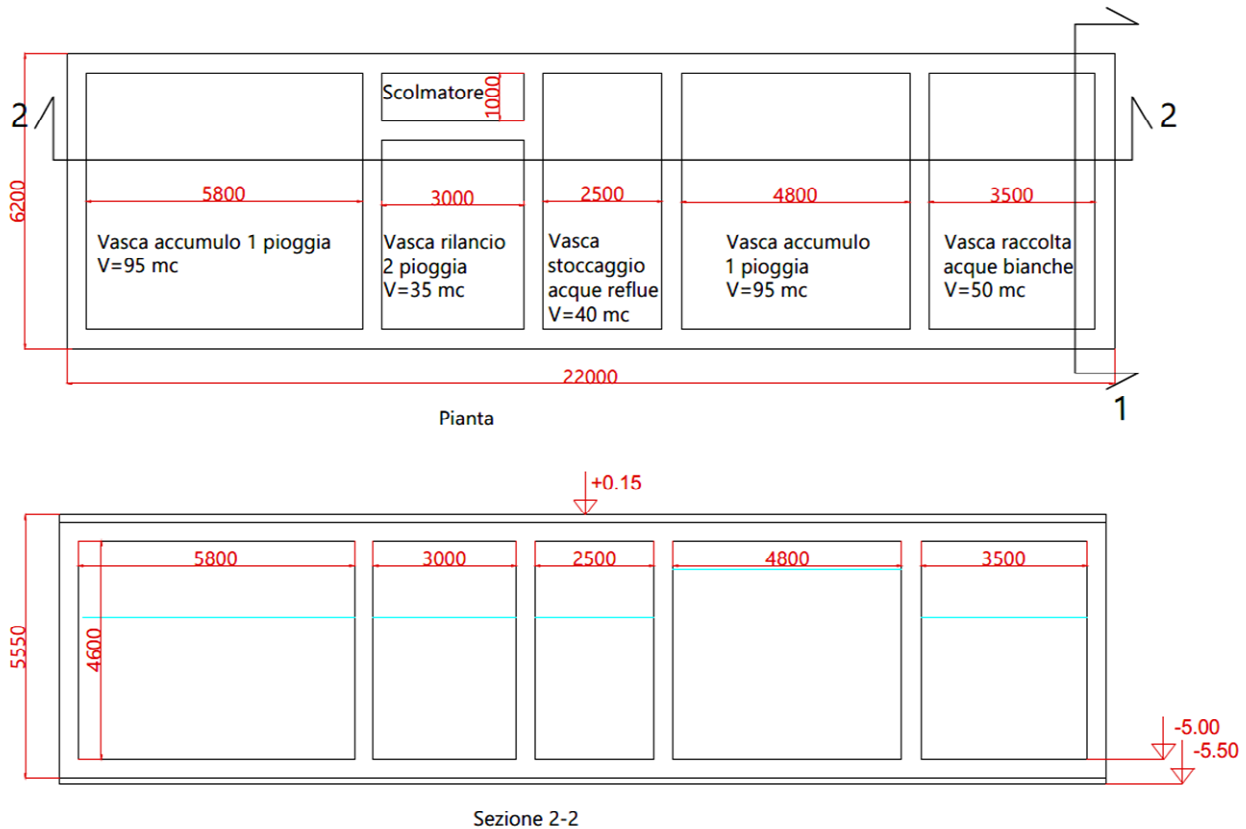 Scolmatore
1000
2
2
6200
5800
3000
2500
4800
3500
Vasca accumulo 1 pioggia
V=95 mc
Vasca rilancio
2 pioggia
V=35 mc
Vasca
stoccaggio
acque reflue
V=40 mc
Vasca accumulo
1 pioggia
V=95 mc
Vasca raccolta
acque bianche
V=50 mc
22000
1
Pianta
+0.15
5800
3000
2500
4800
3500
5550
4600
-5.00
-5.50
Sezione 2-2